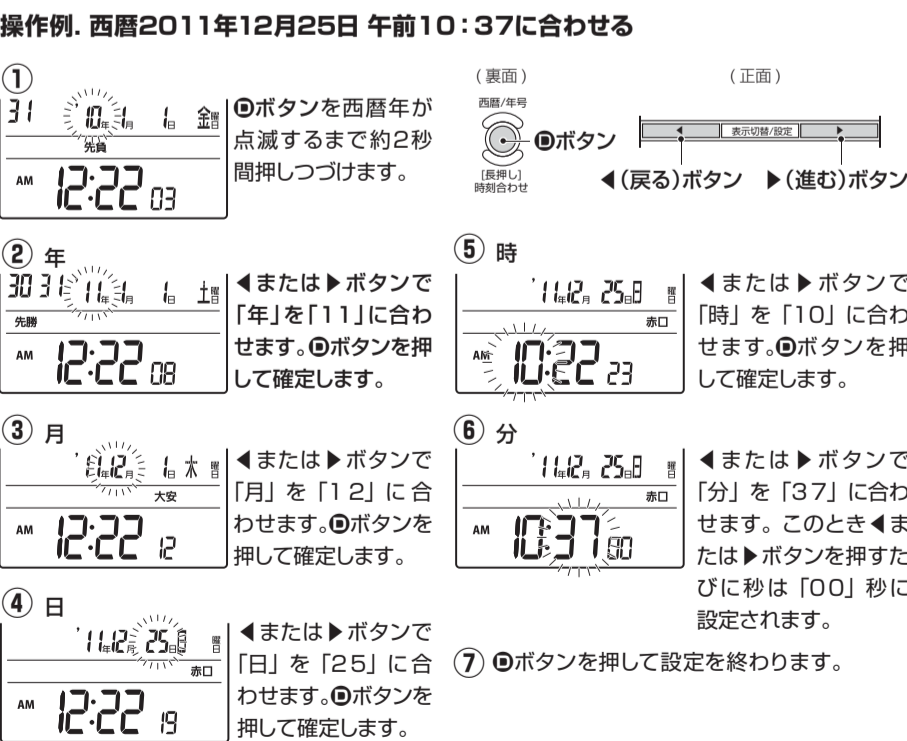 操作例. 西暦2011年12月25日 午前10：37に合わせる
①
31 '10年 1月 1日 金曜日
先負
AM 12:22 03
Ⓓボタンを西暦年が
点滅するまで約2秒
間押しつづけます。
（裏面）
西暦/年号
Ⓓボタン
[長押し]
時刻合わせ
（正面）
◀ 表示切替/設定 ▶
◀（戻る）ボタン ▶（進む）ボタン
② 年
30 31 '11年 1月 1日 土曜日
先勝
AM 12:22 08
◀または▶ボタンで
「年」を「11」に合わ
せます。Ⓓボタンを押
して確定します。
③ 月
'11年12月 1日 木曜日
大安
AM 12:22 12
◀または▶ボタンで
「月」を「12」に合
わせます。Ⓓボタンを
押して確定します。
④ 日
'11年12月 25日 日曜日
赤口
AM 12:22 19
◀または▶ボタンで
「日」を「25」に合
わせます。Ⓓボタンを
押して確定します。
⑤ 時
'11年12月 25日 日曜日
赤口
AM 10:22 23
◀または▶ボタンで
「時」を「10」に合わ
せます。Ⓓボタンを押
して確定します。
⑥ 分
'11年12月 25日 日曜日
赤口
AM 10:37 00
◀または▶ボタンで
「分」を「37」に合わ
せます。このとき◀ま
たは▶ボタンを押すた
びに秒は「00」秒に
設定されます。
⑦ Ⓓボタンを押して設定を終わります。